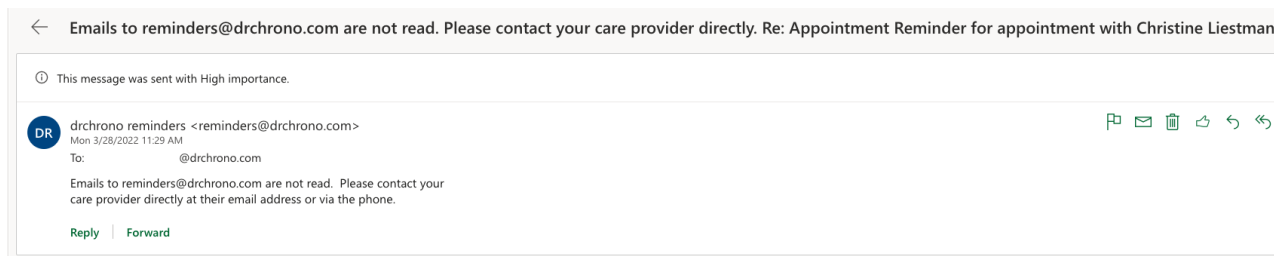 Emails to reminders@drchrono.com are not read. Please contact your care provider directly. Re: Appointment Reminder for appointment with Christine Liestman
This message was sent with High importance.
DR
drchrono reminders <reminders@drchrono.com>
Mon 3/28/2022 11:29 AM
To: @drchrono.com
Emails to reminders@drchrono.com are not read. Please contact your
care provider directly at their email address or via the phone.
Reply Forward